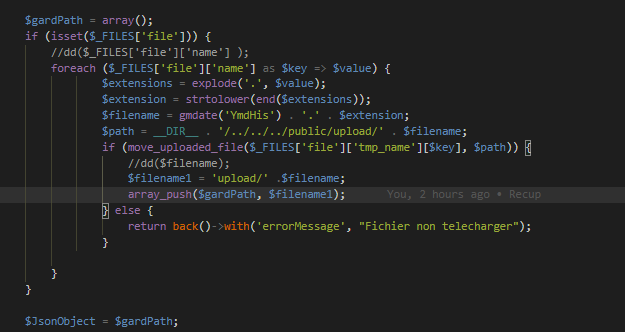 $gardPath = array();
if (isset($_FILES['file'])) {
//dd($_FILES['file']['name'] );
foreach ($_FILES['file']['name'] as $key => $value) {
$extensions = explode('.', $value);
$extension = strtolower(end($extensions));
$filename = gmdate('YmdHis') . '.' . $extension;
$path = __DIR__ . '/../../../public/upload/' . $filename;
if (move_uploaded_file($_FILES['file']['tmp_name'][$key], $path)) {
//dd($filename);
$filename1 = 'upload/' .$filename;
array_push($gardPath, $filename1); You, 2 hours ago • Recup
} else {
return back()->with('errorMessage', "Fichier non telecharger");
}
}
}
$JsonObject = $gardPath;